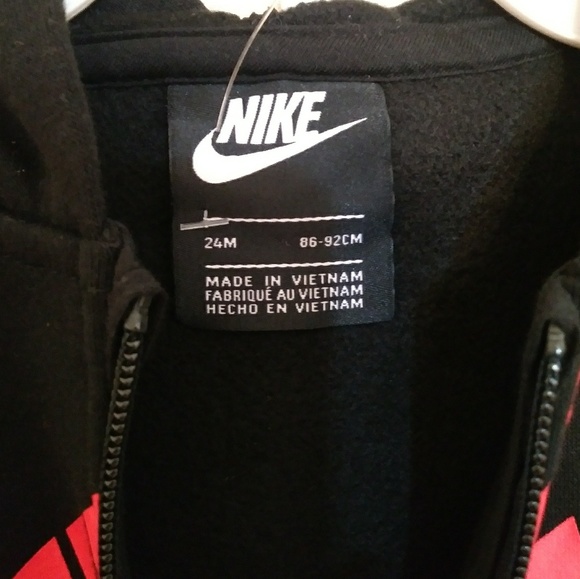 NIKE
24M 86-92CM
MADE IN VIETNAM
FABRIQUÉ AU VIETNAM
HECHO EN VIETNAM